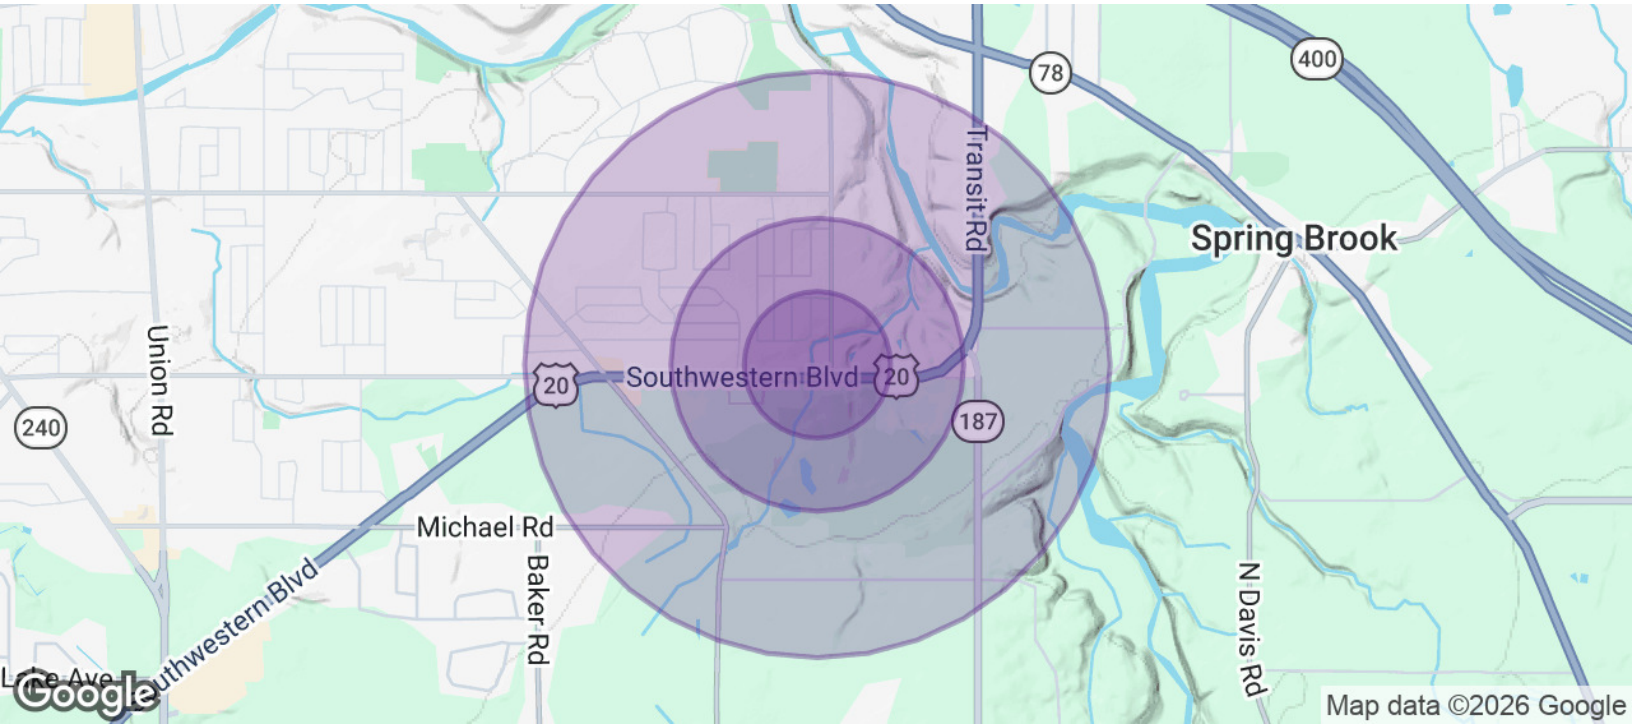 400
78
Transit Rd
Spring Brook
Union Rd
20
Southwestern Blvd
20
240
187
Michael Rd
Baker Rd
Southwestern Blvd
N Davis Rd
Lake Ave
Google
Map data ©2026 Google